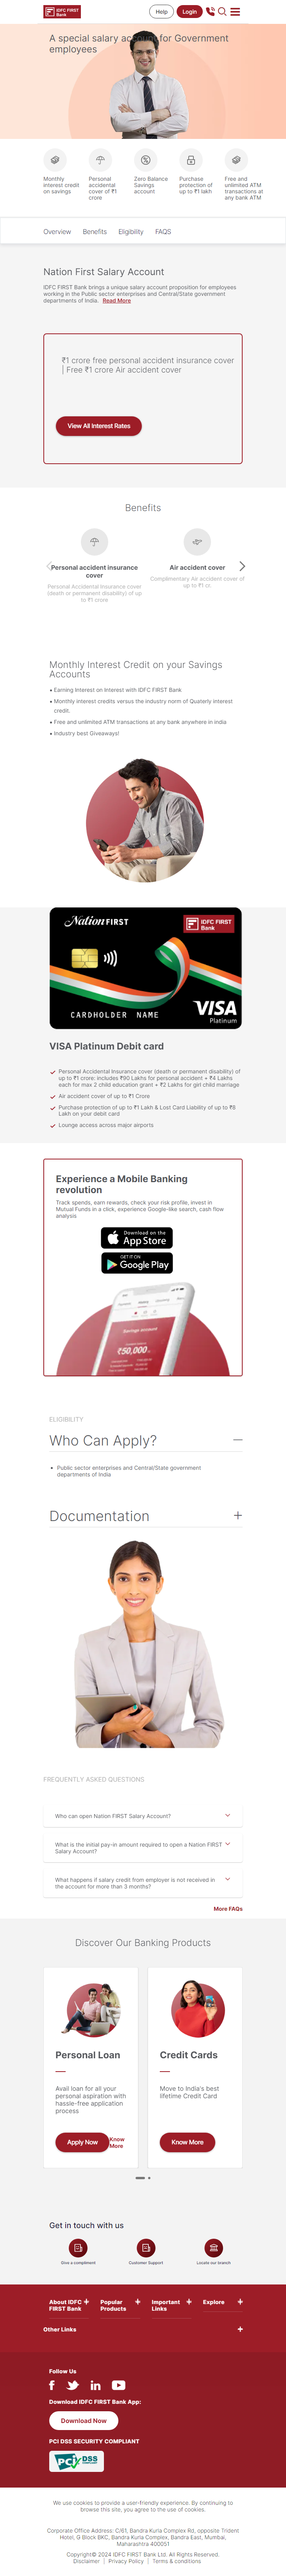 IDFC FIRST
Bank
Help
Login
A special salary account for Government
employees
Monthly
interest credit
on savings
Personal
accidental
cover of ₹1
crore
Zero Balance
Savings
account
Purchase
protection of
up to ₹1 lakh
Free and
unlimited ATM
transactions at
any bank ATM
Overview
Benefits
Eligibility
FAQS
Nation First Salary Account
IDFC FIRST Bank brings a unique salary account proposition for employees
working in the Public sector enterprises and Central/State government
departments of India. Read More
₹1 crore free personal accident insurance cover
| Free ₹1 crore Air accident cover
View All Interest Rates
Benefits
Personal accident insurance
cover
Personal Accidental Insurance cover
(death or permanent disability) of up
to ₹1 crore
Air accident cover
Complimentary Air accident cover of
up to ₹1 cr.
Monthly Interest Credit on your Savings
Accounts
• Earning Interest on Interest with IDFC FIRST Bank
• Monthly interest credits versus the industry norm of Quaterly interest
credit.
• Free and unlimited ATM transactions at any bank anywhere in india
• Industry best Giveaways!
Nation FIRST
IDFC FIRST
Bank
CARDHOLDER NAME
VISA
Platinum
VISA Platinum Debit card
Personal Accidental Insurance cover (death or permanent disability) of
up to ₹1 crore: includes ₹90 Lakhs for personal accident + ₹4 Lakhs
each for max 2 child education grant + ₹2 Lakhs for girl child marriage
Air accident cover of up to ₹1 Crore
Purchase protection of up to ₹1 Lakh & Lost Card Liability of up to ₹6
Lakh on your debit card
Lounge access across major airports
Experience a Mobile Banking
revolution
Track spends, earn rewards, check your risk profile, invest in
Mutual Funds in a click, experience Google-like search, cash flow
analysis
Download on the
App Store
GET IT ON
Google Play
Savings account
₹50,000
ELIGIBILITY
Who Can Apply?
• Public sector enterprises and Central/State government
departments of India
Documentation
FREQUENTLY ASKED QUESTIONS
Who can open Nation FIRST Salary Account?
What is the initial pay-in amount required to open a Nation FIRST
Salary Account?
What happens if salary credit from employer is not received in
the account for more than 3 months?
More FAQs
Discover Our Banking Products
Personal Loan
Avail loan for all your
personal aspiration with
hassle-free application
process
Apply Now
Know
More
Credit Cards
Move to India's best
lifetime Credit Card
Know More
Get in touch with us
Give a compliment
Customer Support
Locate our branch
About IDFC
FIRST Bank
Popular
Products
Important
Links
Explore
Other Links
Follow Us
Download IDFC FIRST Bank App:
Download Now
PCI DSS SECURITY COMPLIANT
PCI DSS
COMPLIANT
We use cookies to provide a user-friendly experience. By continuing to
browse this site, you agree to the use of cookies.
Corporate Office Address: C/61, Bandra Kurla Complex Rd, opposite Trident
Hotel, G Block BKC, Bandra Kurla Complex, Bandra East, Mumbai,
Maharashtra 400051
Copyright© 2024 IDFC FIRST Bank Ltd. All Rights Reserved.
Disclaimer | Privacy Policy | Terms & conditions